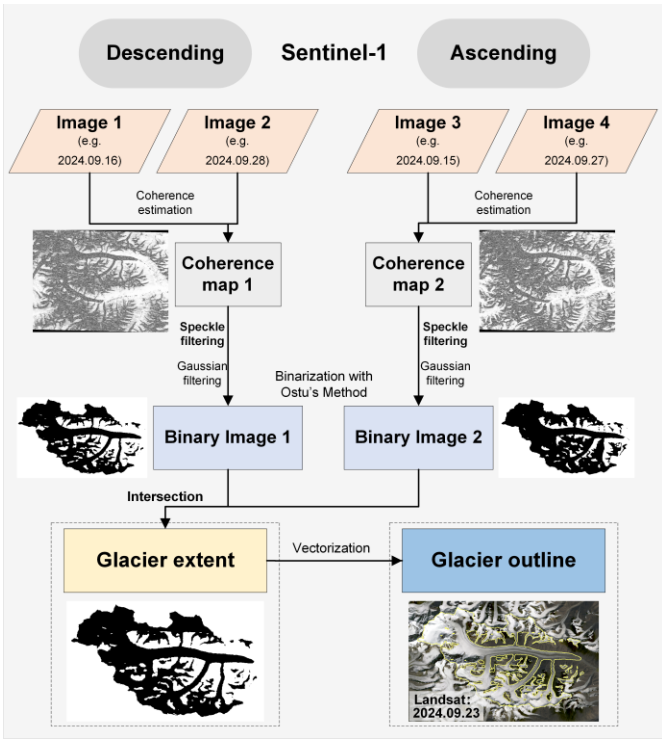 Descending
Sentinel-1
Ascending
Image 1
(e.g.
2024.09.16)
Image 2
(e.g.
2024.09.28)
Image 3
(e.g.
2024.09.15)
Image 4
(e.g.
2024.09.27)
Coherence
estimation
Coherence
estimation
Coherence
map 1
Coherence
map 2
Speckle
filtering
Gaussian
filtering
Speckle
filtering
Gaussian
filtering
Binarization with
Ostu's Method
Binary Image 1
Binary Image 2
Intersection
Glacier extent
Vectorization
Glacier outline
Landsat:
2024.09.23